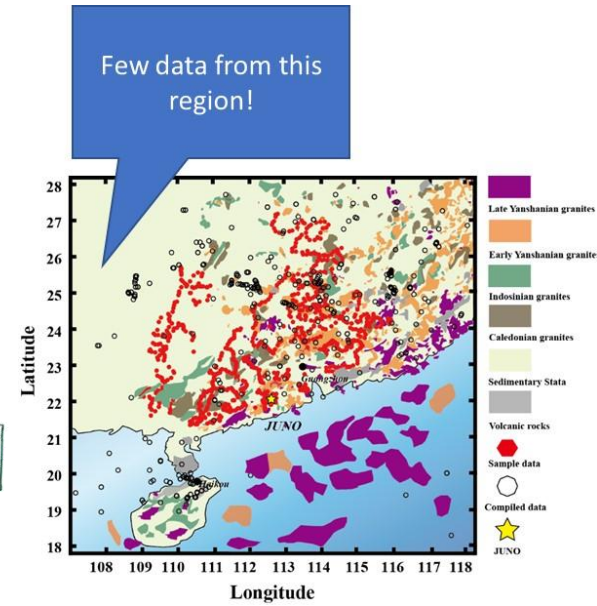 Few data from this
region!
28
27
26
25
24
23
22
21
20
19
18
Latitude
Guangzhou
JUNO
Haikou
108 109 110 111 112 113 114 115 116 117 118
Longitude
Late Yanshanian granites
Early Yanshanian granite
Indosinian granites
Caledonian granites
Sedimentary Stata
Volcanic rocks
Sample data
Compiled data
JUNO